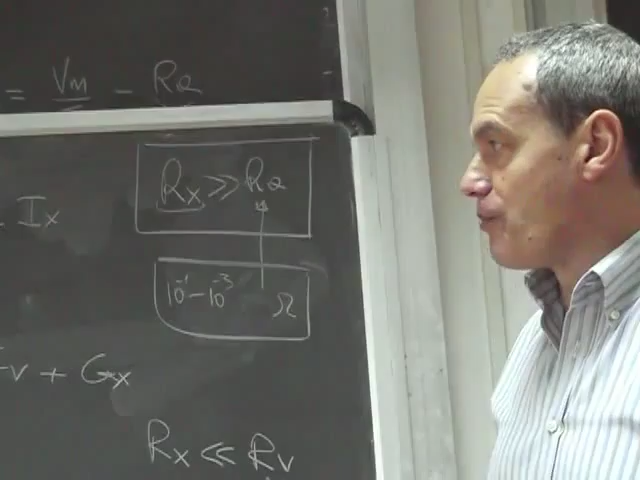 = Vm - Ra
Rx >> Ra
Ix
10⁻¹ - 10⁻³ Ω
v + Gx
Rx << Rv